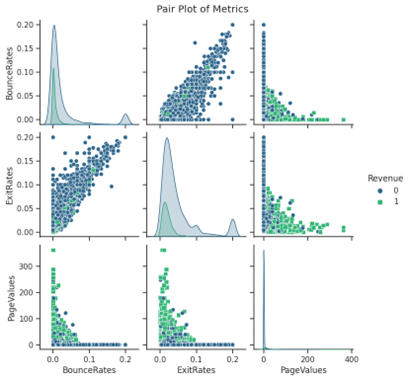 Pair Plot of Metrics
BounceRates
0.20
0.15
0.10
0.05
0.00
ExitRates
0.20
0.15
0.10
0.05
0.00
Revenue
0
1
PageValues
300
200
100
0
0.0 0.1 0.2
0.0 0.1 0.2
0 200 400
BounceRates ExitRates PageValues